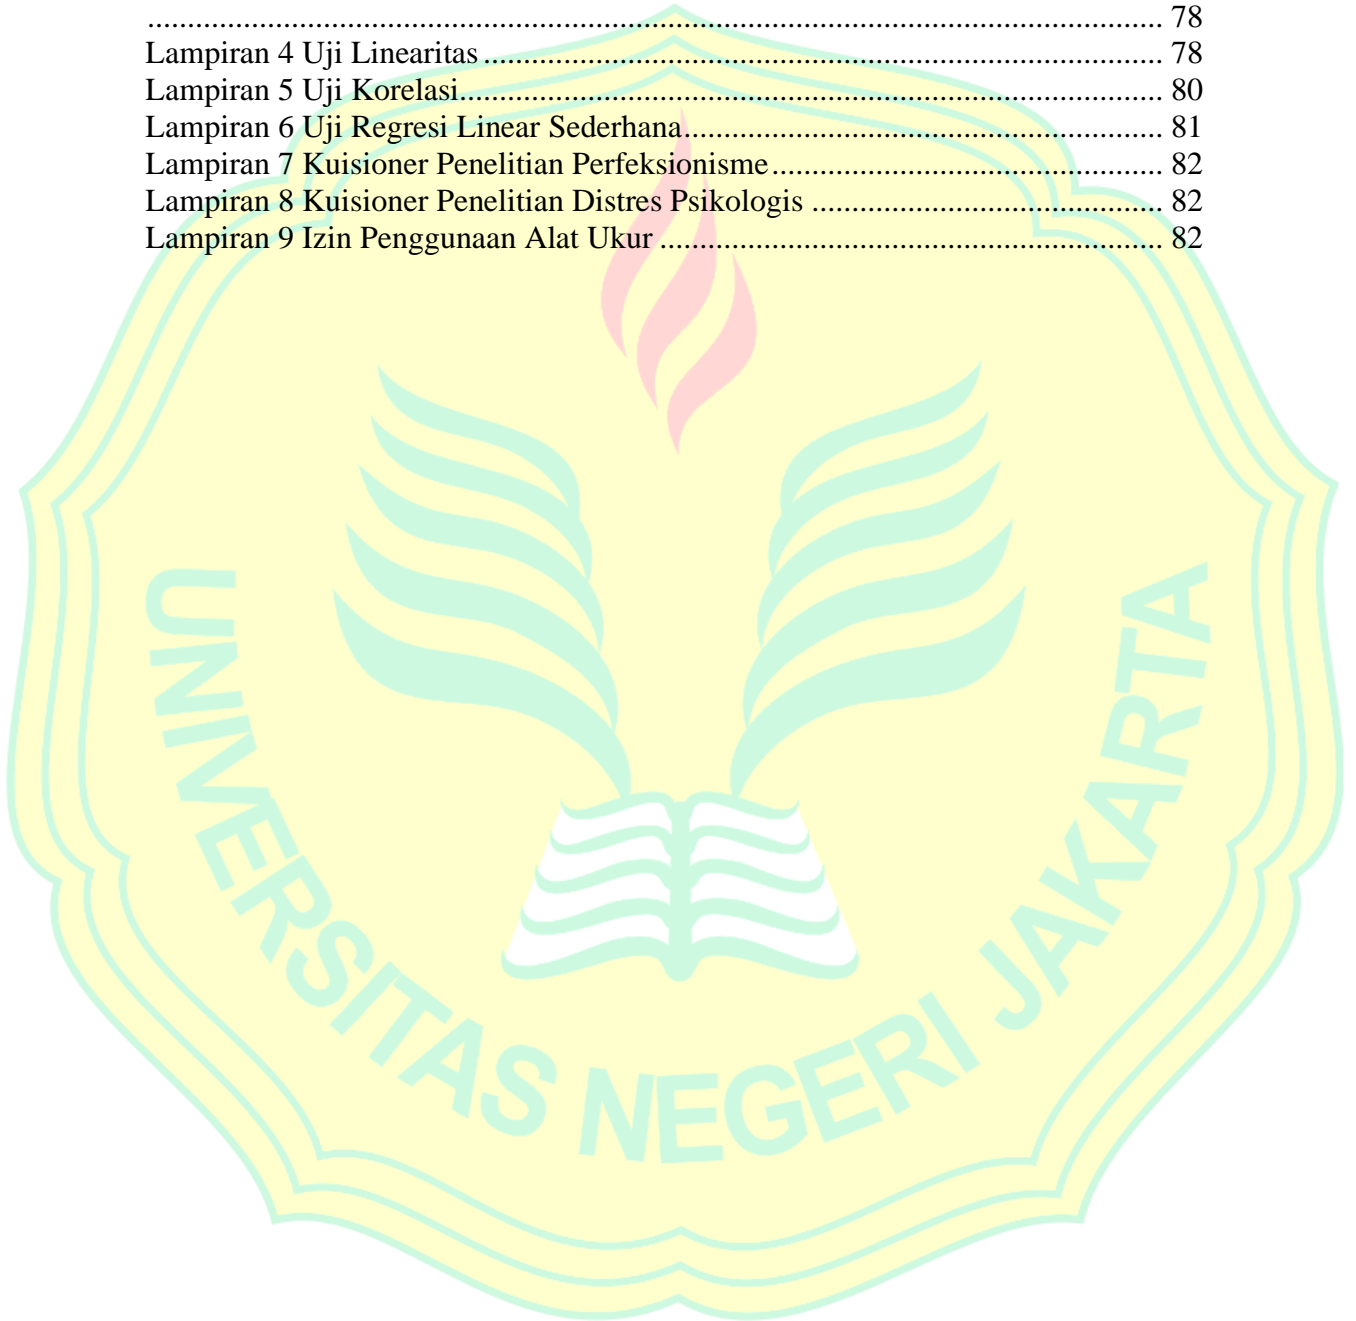 .............................................................................................................................. 78
Lampiran 4 Uji Linearitas ..................................................................................... 78
Lampiran 5 Uji Korelasi........................................................................................ 80
Lampiran 6 Uji Regresi Linear Sederhana............................................................ 81
Lampiran 7 Kuisioner Penelitian Perfeksionisme................................................. 82
Lampiran 8 Kuisioner Penelitian Distres Psikologis ............................................ 82
Lampiran 9 Izin Penggunaan Alat Ukur ............................................................... 82
UNIVERSITAS NEGERI JAKARTA